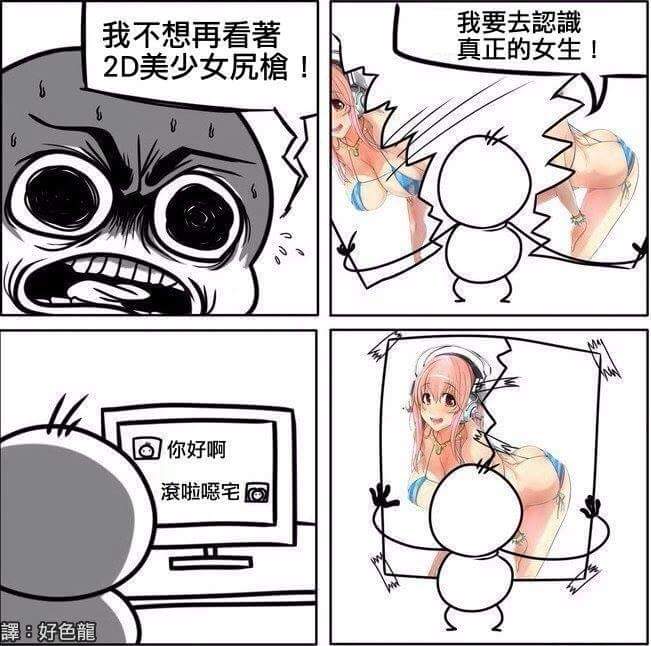 我不想再看著
2D美少女尻槍！
我要去認識
真正的女生！
你好啊
滾啦噁宅
譯：好色龍